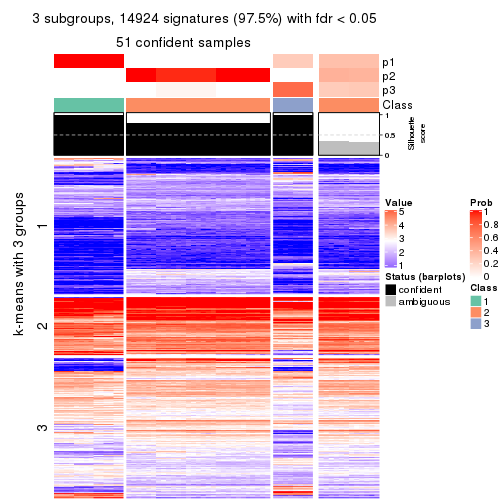 3 subgroups, 14924 signatures (97.5%) with fdr < 0.05
51 confident samples
p1
p2
p3
Class
1
0.5
0
Silhouette
score
k-means with 3 groups
1
2
3
Value
5
4
3
2
1
Status (barplots)
confident
ambiguous
Prob
1
0.8
0.6
0.4
0.2
0
Class
1
2
3